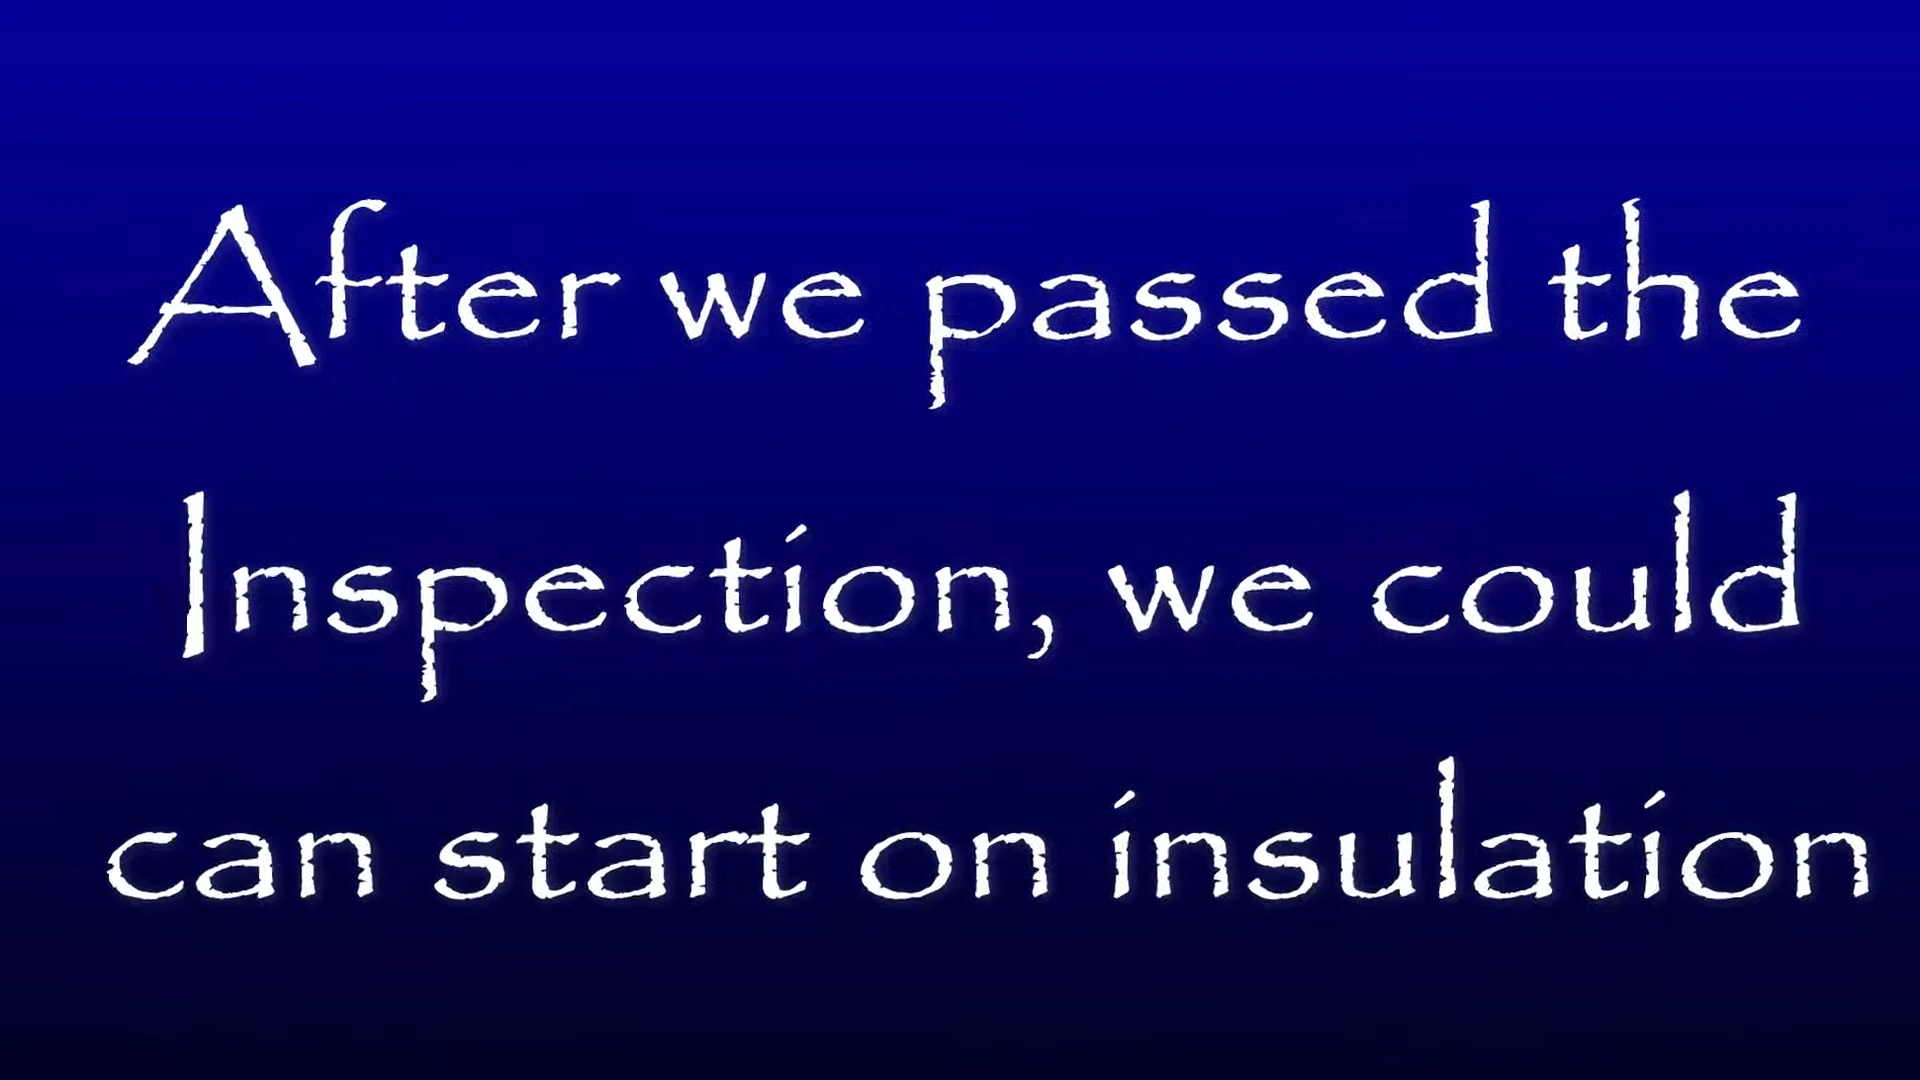 After we passed the
Inspection, we could
can start on insulation